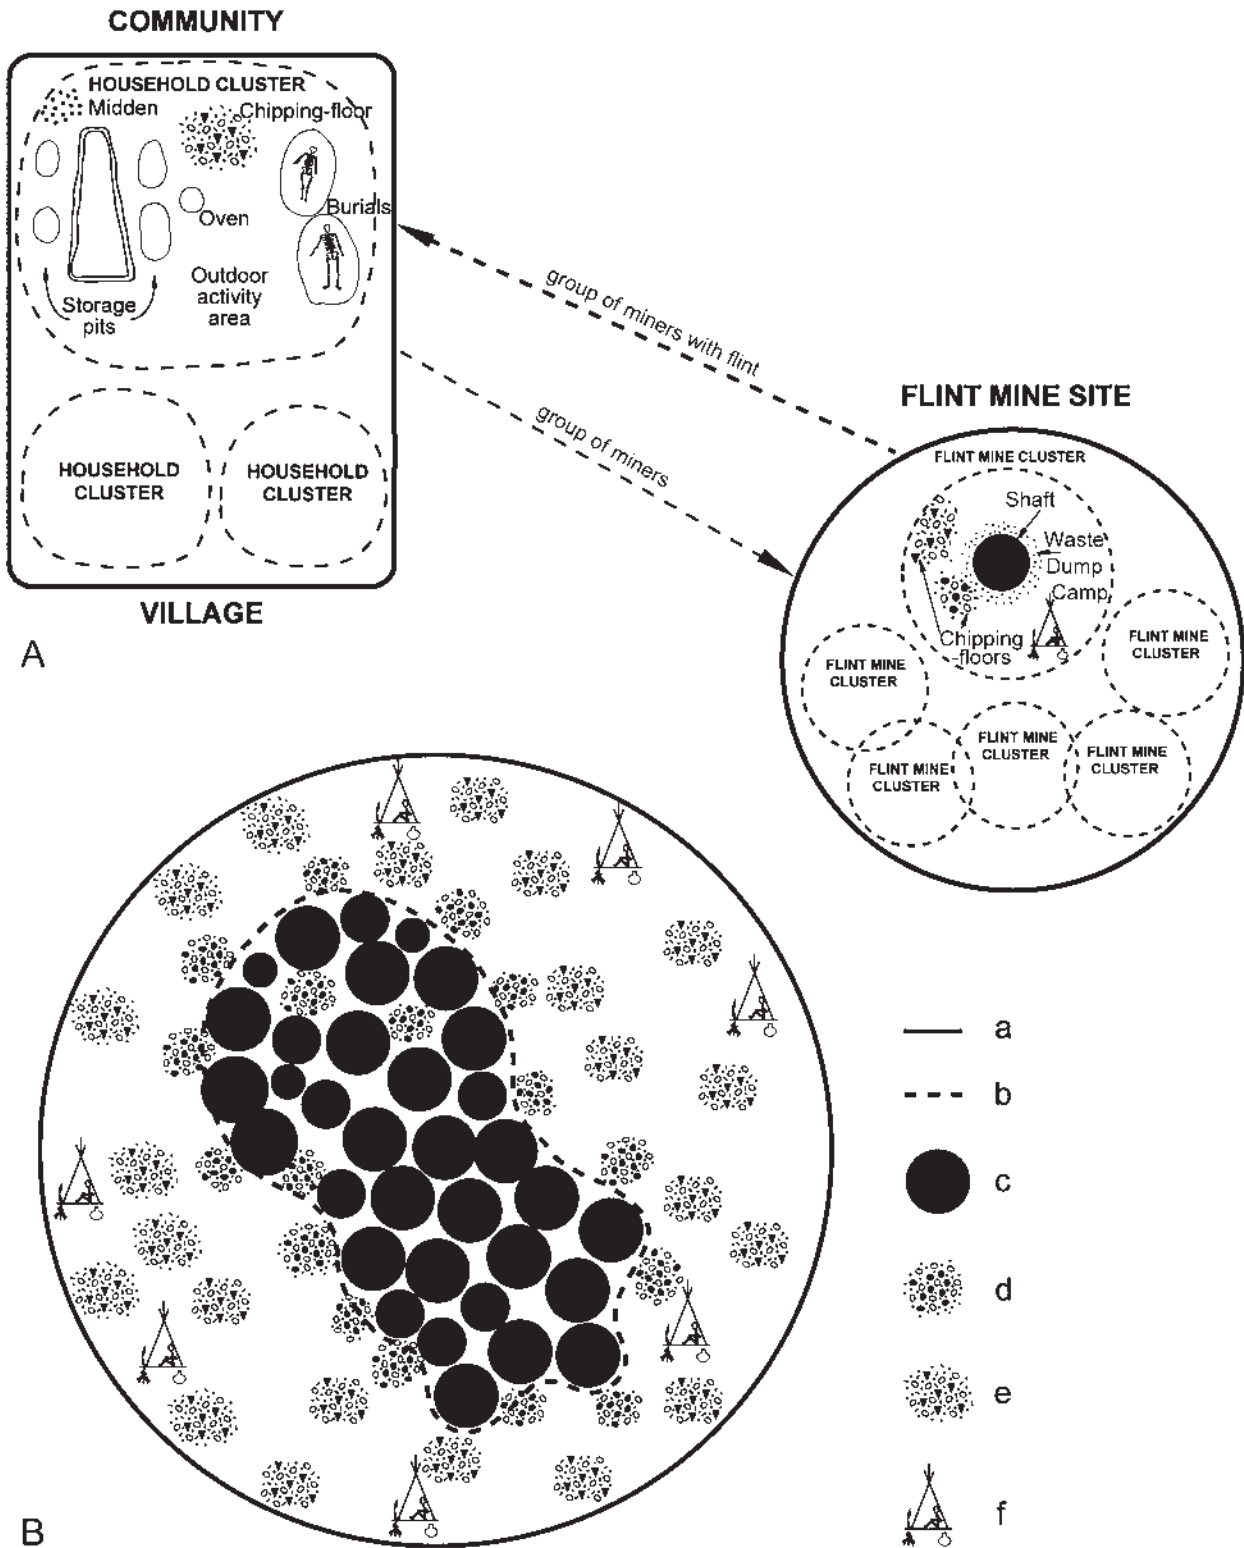 COMMUNITY
HOUSEHOLD CLUSTER
Midden
Chipping-floor
Oven
Burials
Outdoor
activity
area
Storage
pits
HOUSEHOLD
CLUSTER
HOUSEHOLD
CLUSTER
VILLAGE
A
group of miners with flint
group of miners
FLINT MINE SITE
FLINT MINE CLUSTER
Shaft
Waste
Dump
Camp
Chipping
-floors
FLINT MINE
CLUSTER
FLINT MINE
CLUSTER
FLINT MINE
CLUSTER
FLINT MINE
CLUSTER
FLINT MINE
CLUSTER
B
a
b
c
d
e
f